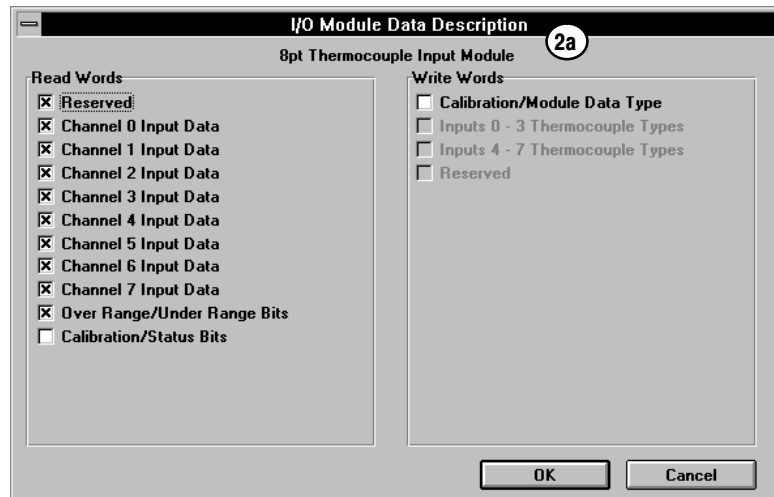 I/O Module Data Description
2a
8pt Thermocouple Input Module
Read Words
Reserved
Channel 0 Input Data
Channel 1 Input Data
Channel 2 Input Data
Channel 3 Input Data
Channel 4 Input Data
Channel 5 Input Data
Channel 6 Input Data
Channel 7 Input Data
Over Range/Under Range Bits
Calibration/Status Bits
Write Words
Calibration/Module Data Type
Inputs 0 - 3 Thermocouple Types
Inputs 4 - 7 Thermocouple Types
Reserved
OK
Cancel